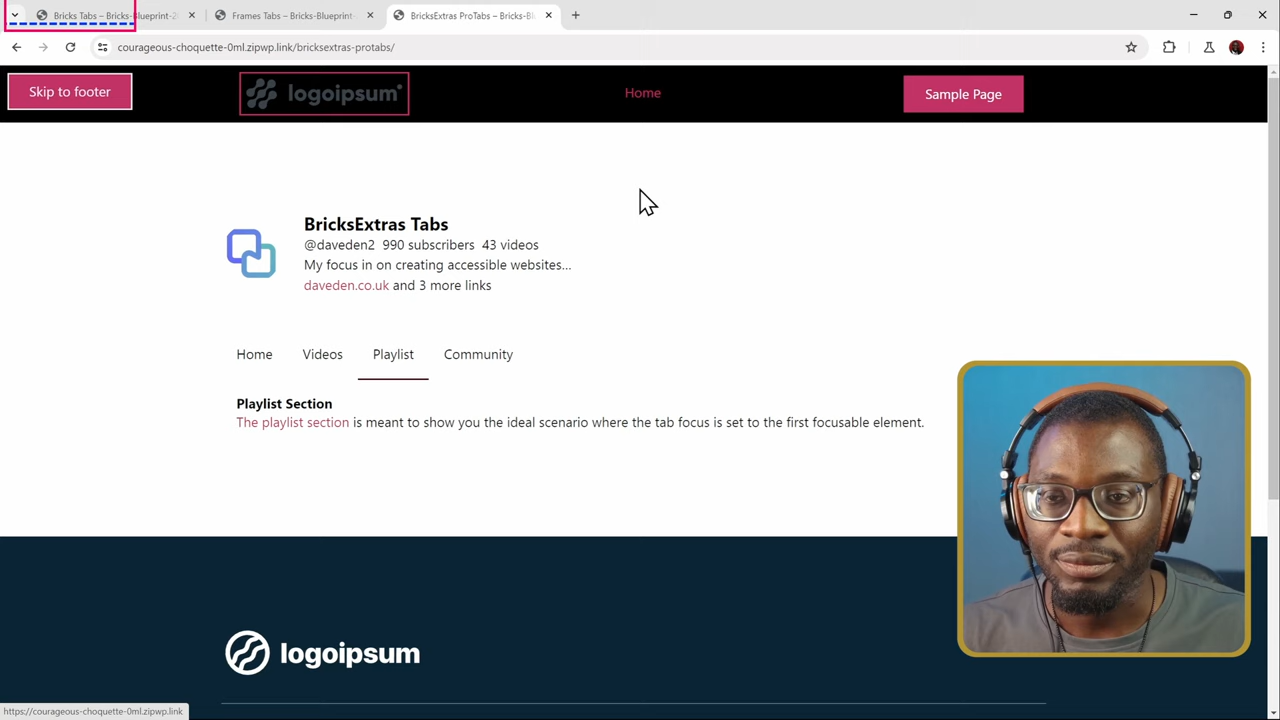 Bricks Tabs – Bricks-Blueprint-2
Frames Tabs – Bricks-Blueprint-
BricksExtras ProTabs – Bricks-Bl
courageous-choquette-0ml.zipwp.link/bricksextras-protabs/
Skip to footer
logoipsum
Home
Sample Page
BricksExtras Tabs
@daveden2 990 subscribers 43 videos
My focus in on creating accessible websites...
daveden.co.uk and 3 more links
Home
Videos
Playlist
Community
Playlist Section
The playlist section is meant to show you the ideal scenario where the tab focus is set to the first focusable element.
logoipsum
https://courageous-choquette-0ml.zipwp.link